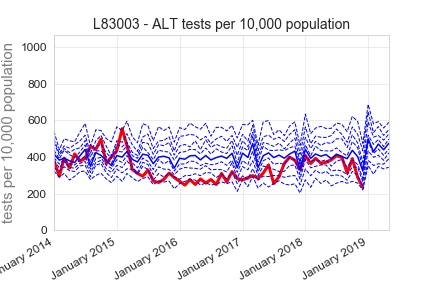 L83003 - ALT tests per 10,000 population
tests per 10,000 population
1000
800
600
400
200
0
nuary 2014
January 2015
January 2016
January 2017
January 2018
January 2019